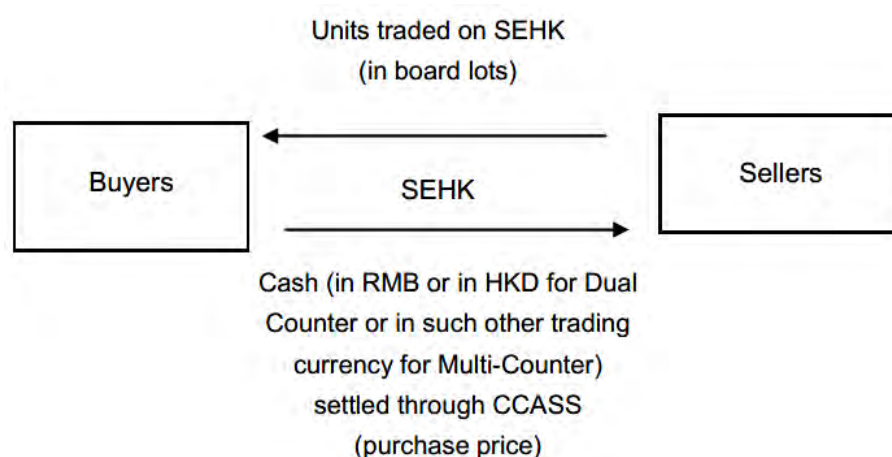 Units traded on SEHK
(in board lots)
Buyers
SEHK
Sellers
Cash (in RMB or in HKD for Dual
Counter or in such other trading
currency for Multi-Counter)
settled through CCASS
(purchase price)